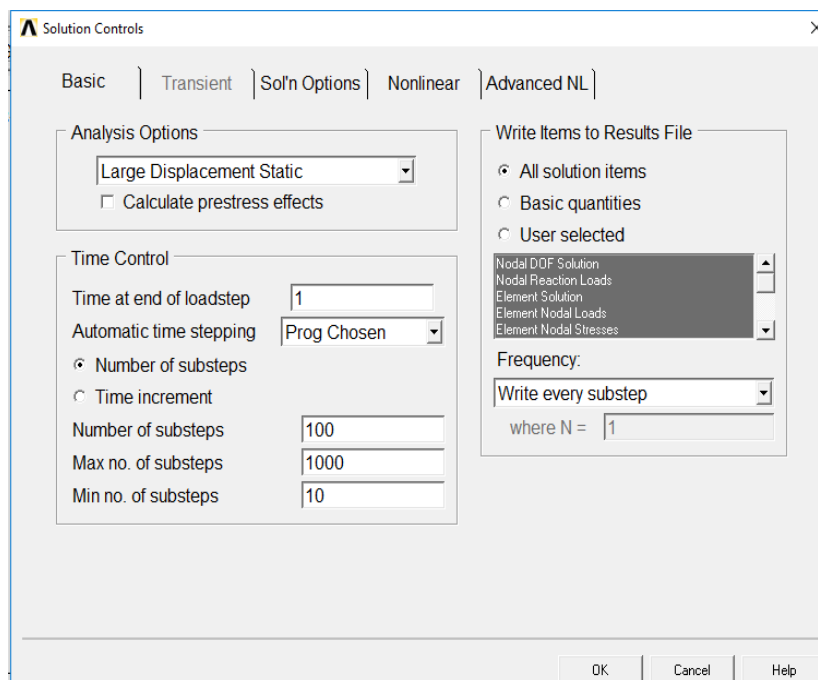 Solution Controls
Basic
Transient
Sol'n Options
Nonlinear
Advanced NL
Analysis Options
Large Displacement Static
Calculate prestress effects
Time Control
Time at end of loadstep 1
Automatic time stepping Prog Chosen
Number of substeps
Time increment
Number of substeps 100
Max no. of substeps 1000
Min no. of substeps 10
Write Items to Results File
All solution items
Basic quantities
User selected
Nodal DOF Solution
Nodal Reaction Loads
Element Solution
Element Nodal Loads
Element Nodal Stresses
Frequency:
Write every substep
where N = 1
OK
Cancel
Help